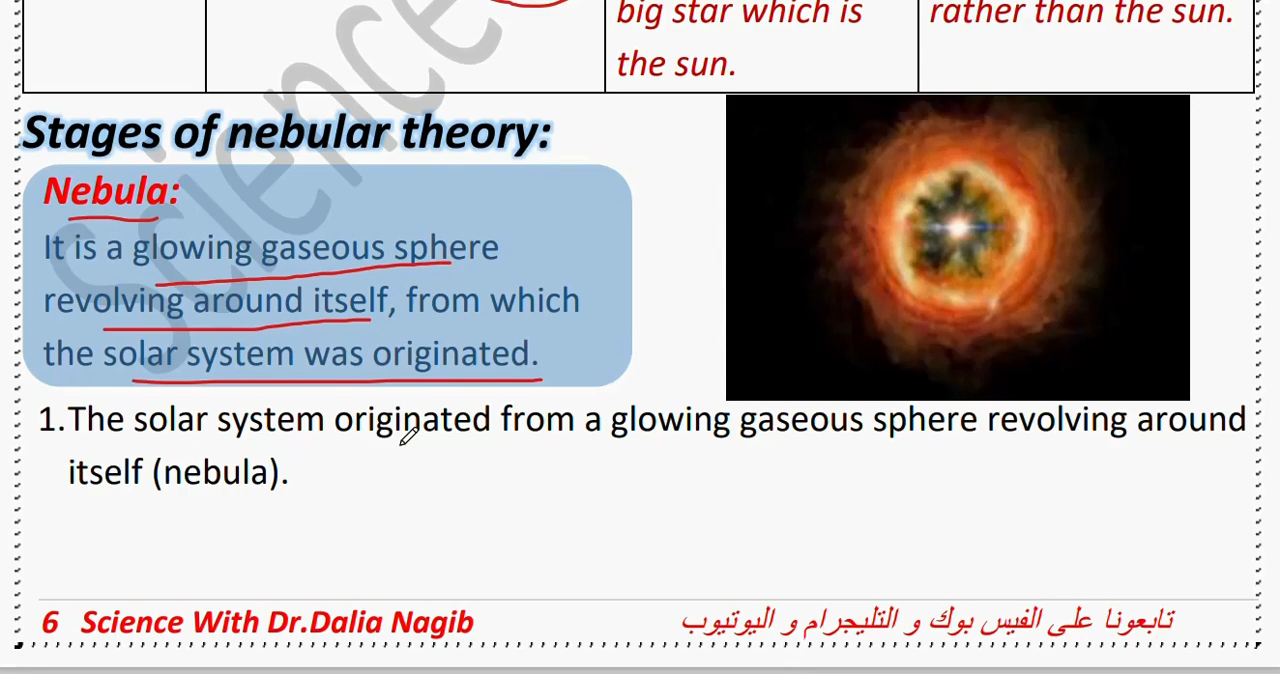 big star which is
rather than the sun.
the sun.
Stages of nebular theory:
Nebula:
It is a glowing gaseous sphere
revolving around itself, from which
the solar system was originated.
1.The solar system originated from a glowing gaseous sphere revolving around
itself (nebula).
6 Science With Dr.Dalia Nagib
تابعونا على الفيس بوك و التليجرام و اليوتيوب
Science